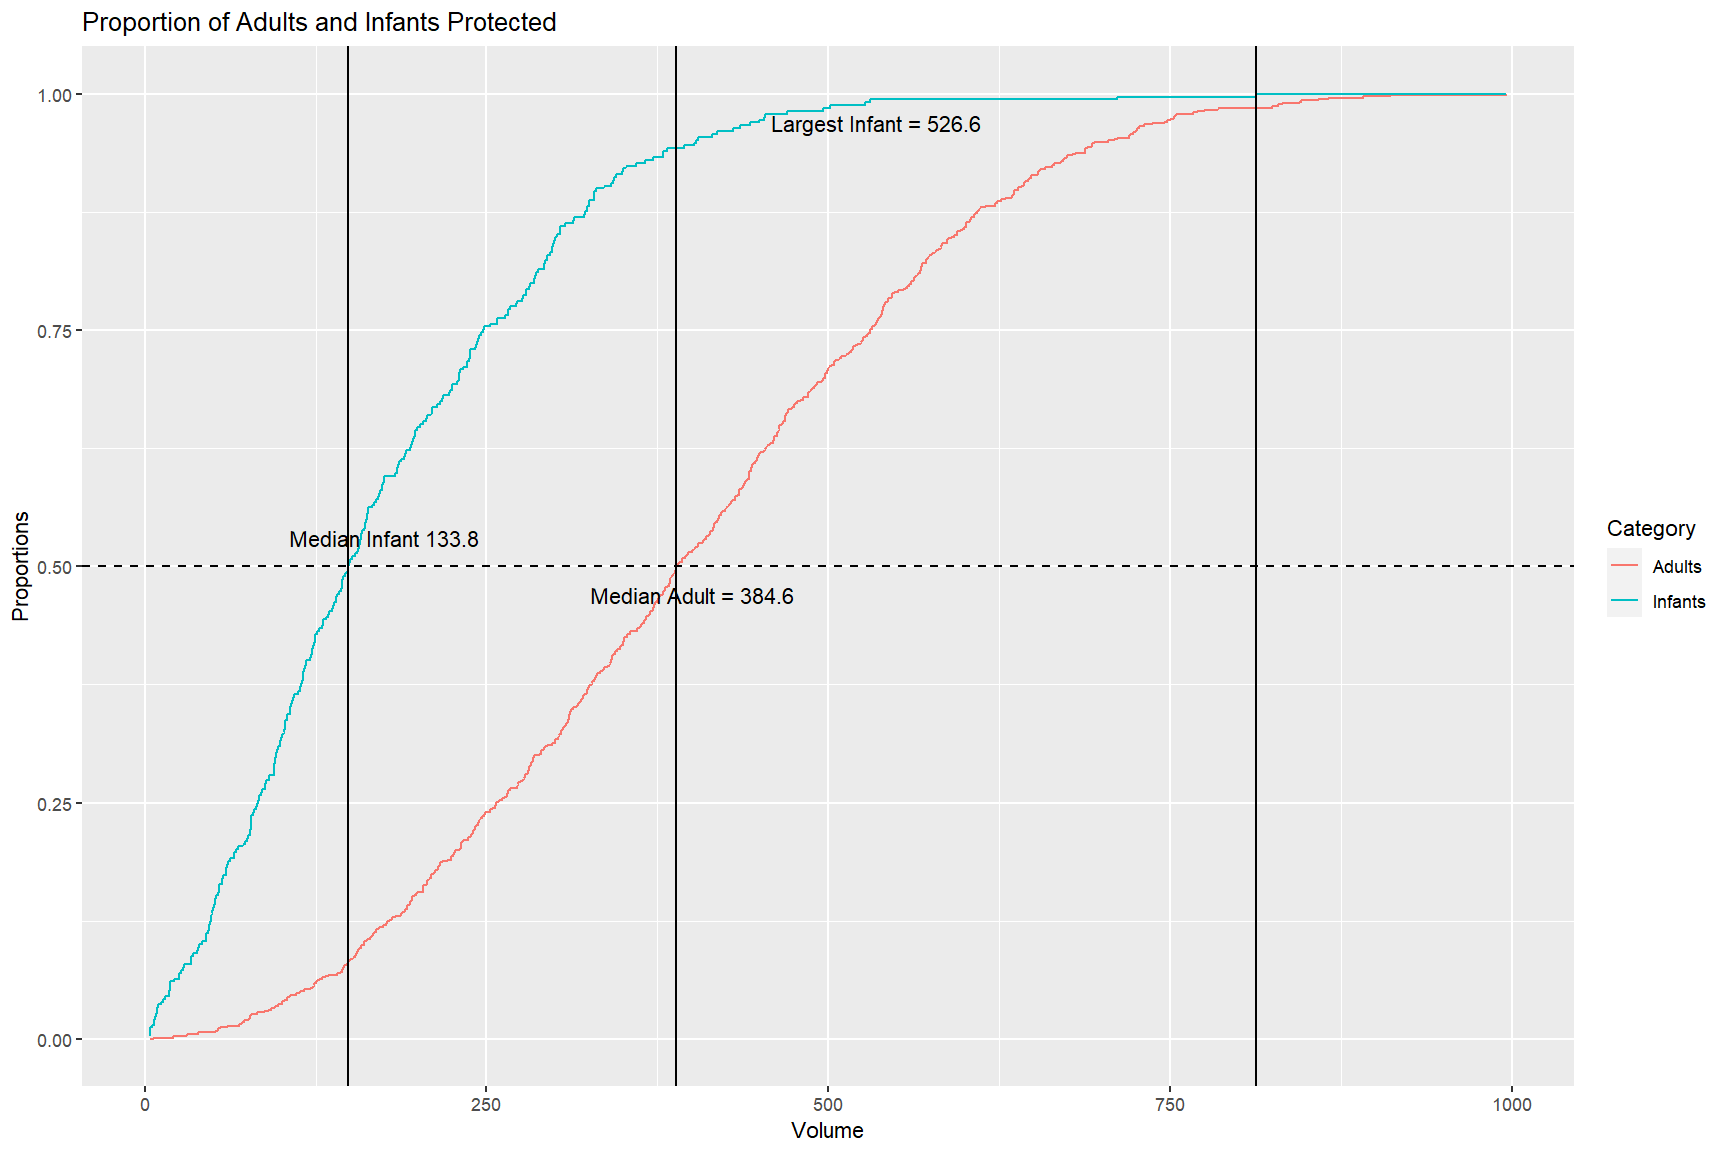 Proportion of Adults and Infants Protected
1.00
0.75
0.50
0.25
0.00
Proportions
Largest Infant = 526.6
Median Infant 133.8
Median Adult = 384.6
0
250
500
750
1000
Volume
Category
Adults
Infants